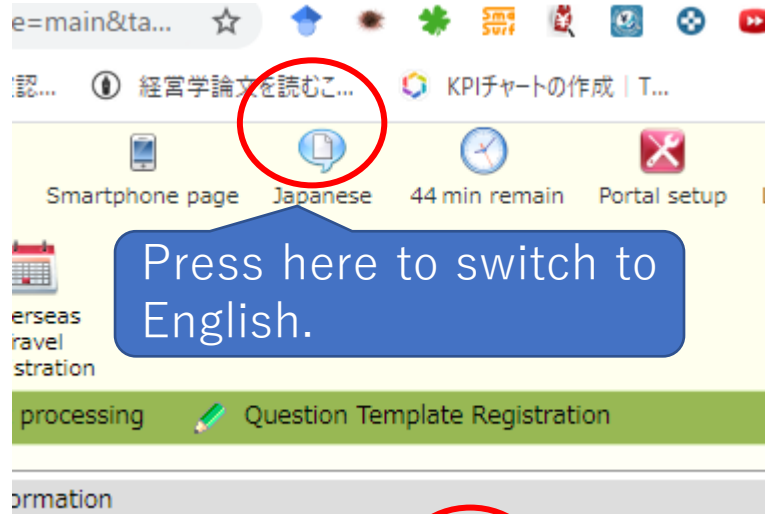 e=main&ta...
認... 経営学論文を読むこ... KPIチャートの作成 | T...
Smartphone page Japanese 44 min remain Portal setup
Press here to switch to
English.
erseas
ravel
stration
processing Question Template Registration
ormation